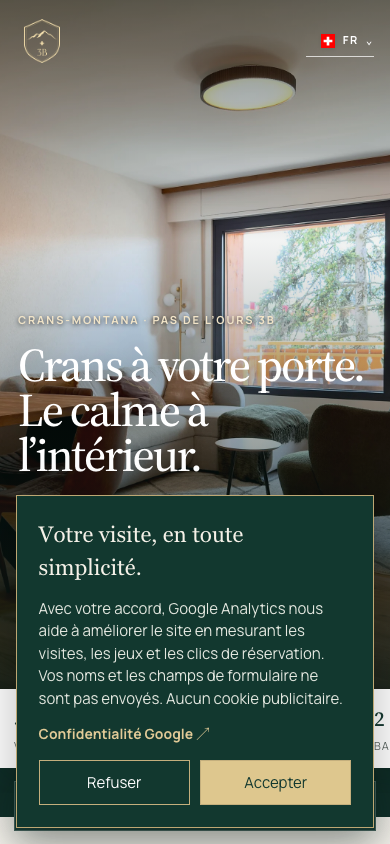 3B
FR
CRANS-MONTANA · PAS DE L'OURS 3B
Crans à votre porte.
Le calme à
l'intérieur.
Votre visite, en toute
simplicité.
Avec votre accord, Google Analytics nous
aide à améliorer le site en mesurant les
visites, les jeux et les clics de réservation.
Vos noms et les champs de formulaire ne
sont pas envoyés. Aucun cookie publicitaire.
Confidentialité Google ↗
Refuser
Accepter
2
BA